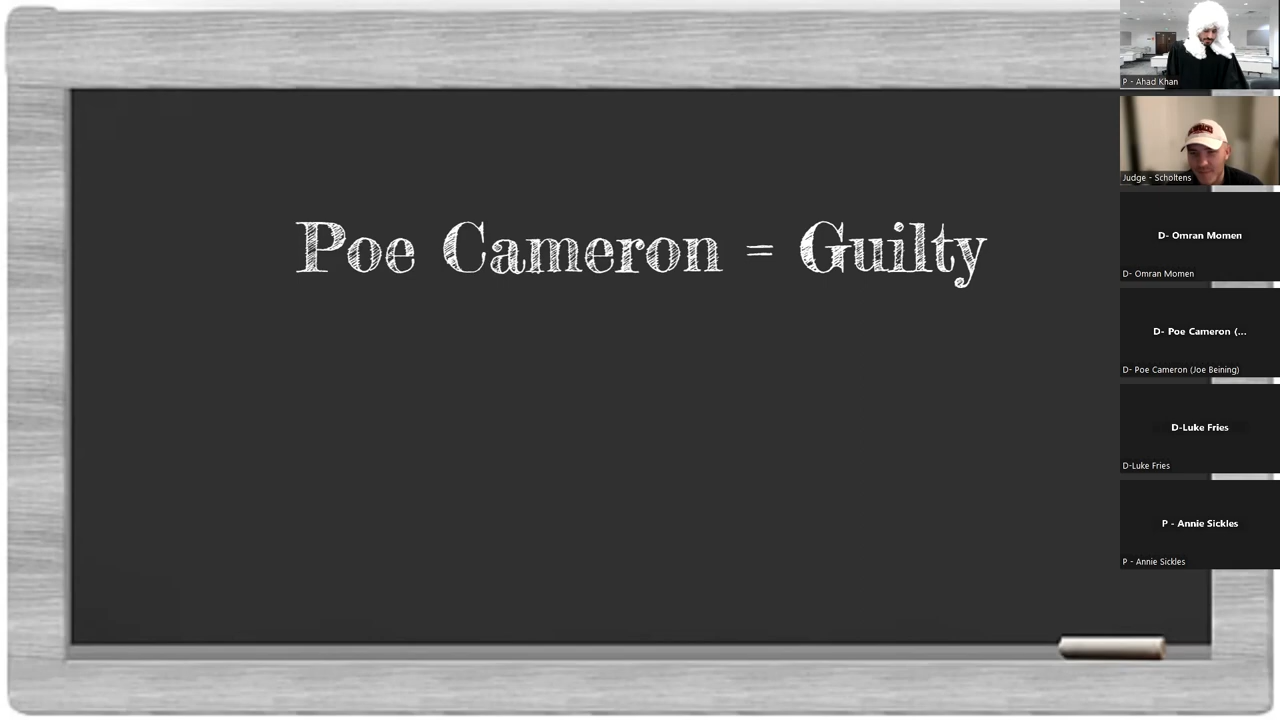 Poe Cameron = Guilty
P - Ahad Khan
Judge - Scholtens
D- Omran Momen
D- Omran Momen
D- Poe Cameron (...
D- Poe Cameron (Joe Beining)
D-Luke Fries
D-Luke Fries
P - Annie Sickles
P - Annie Sickles